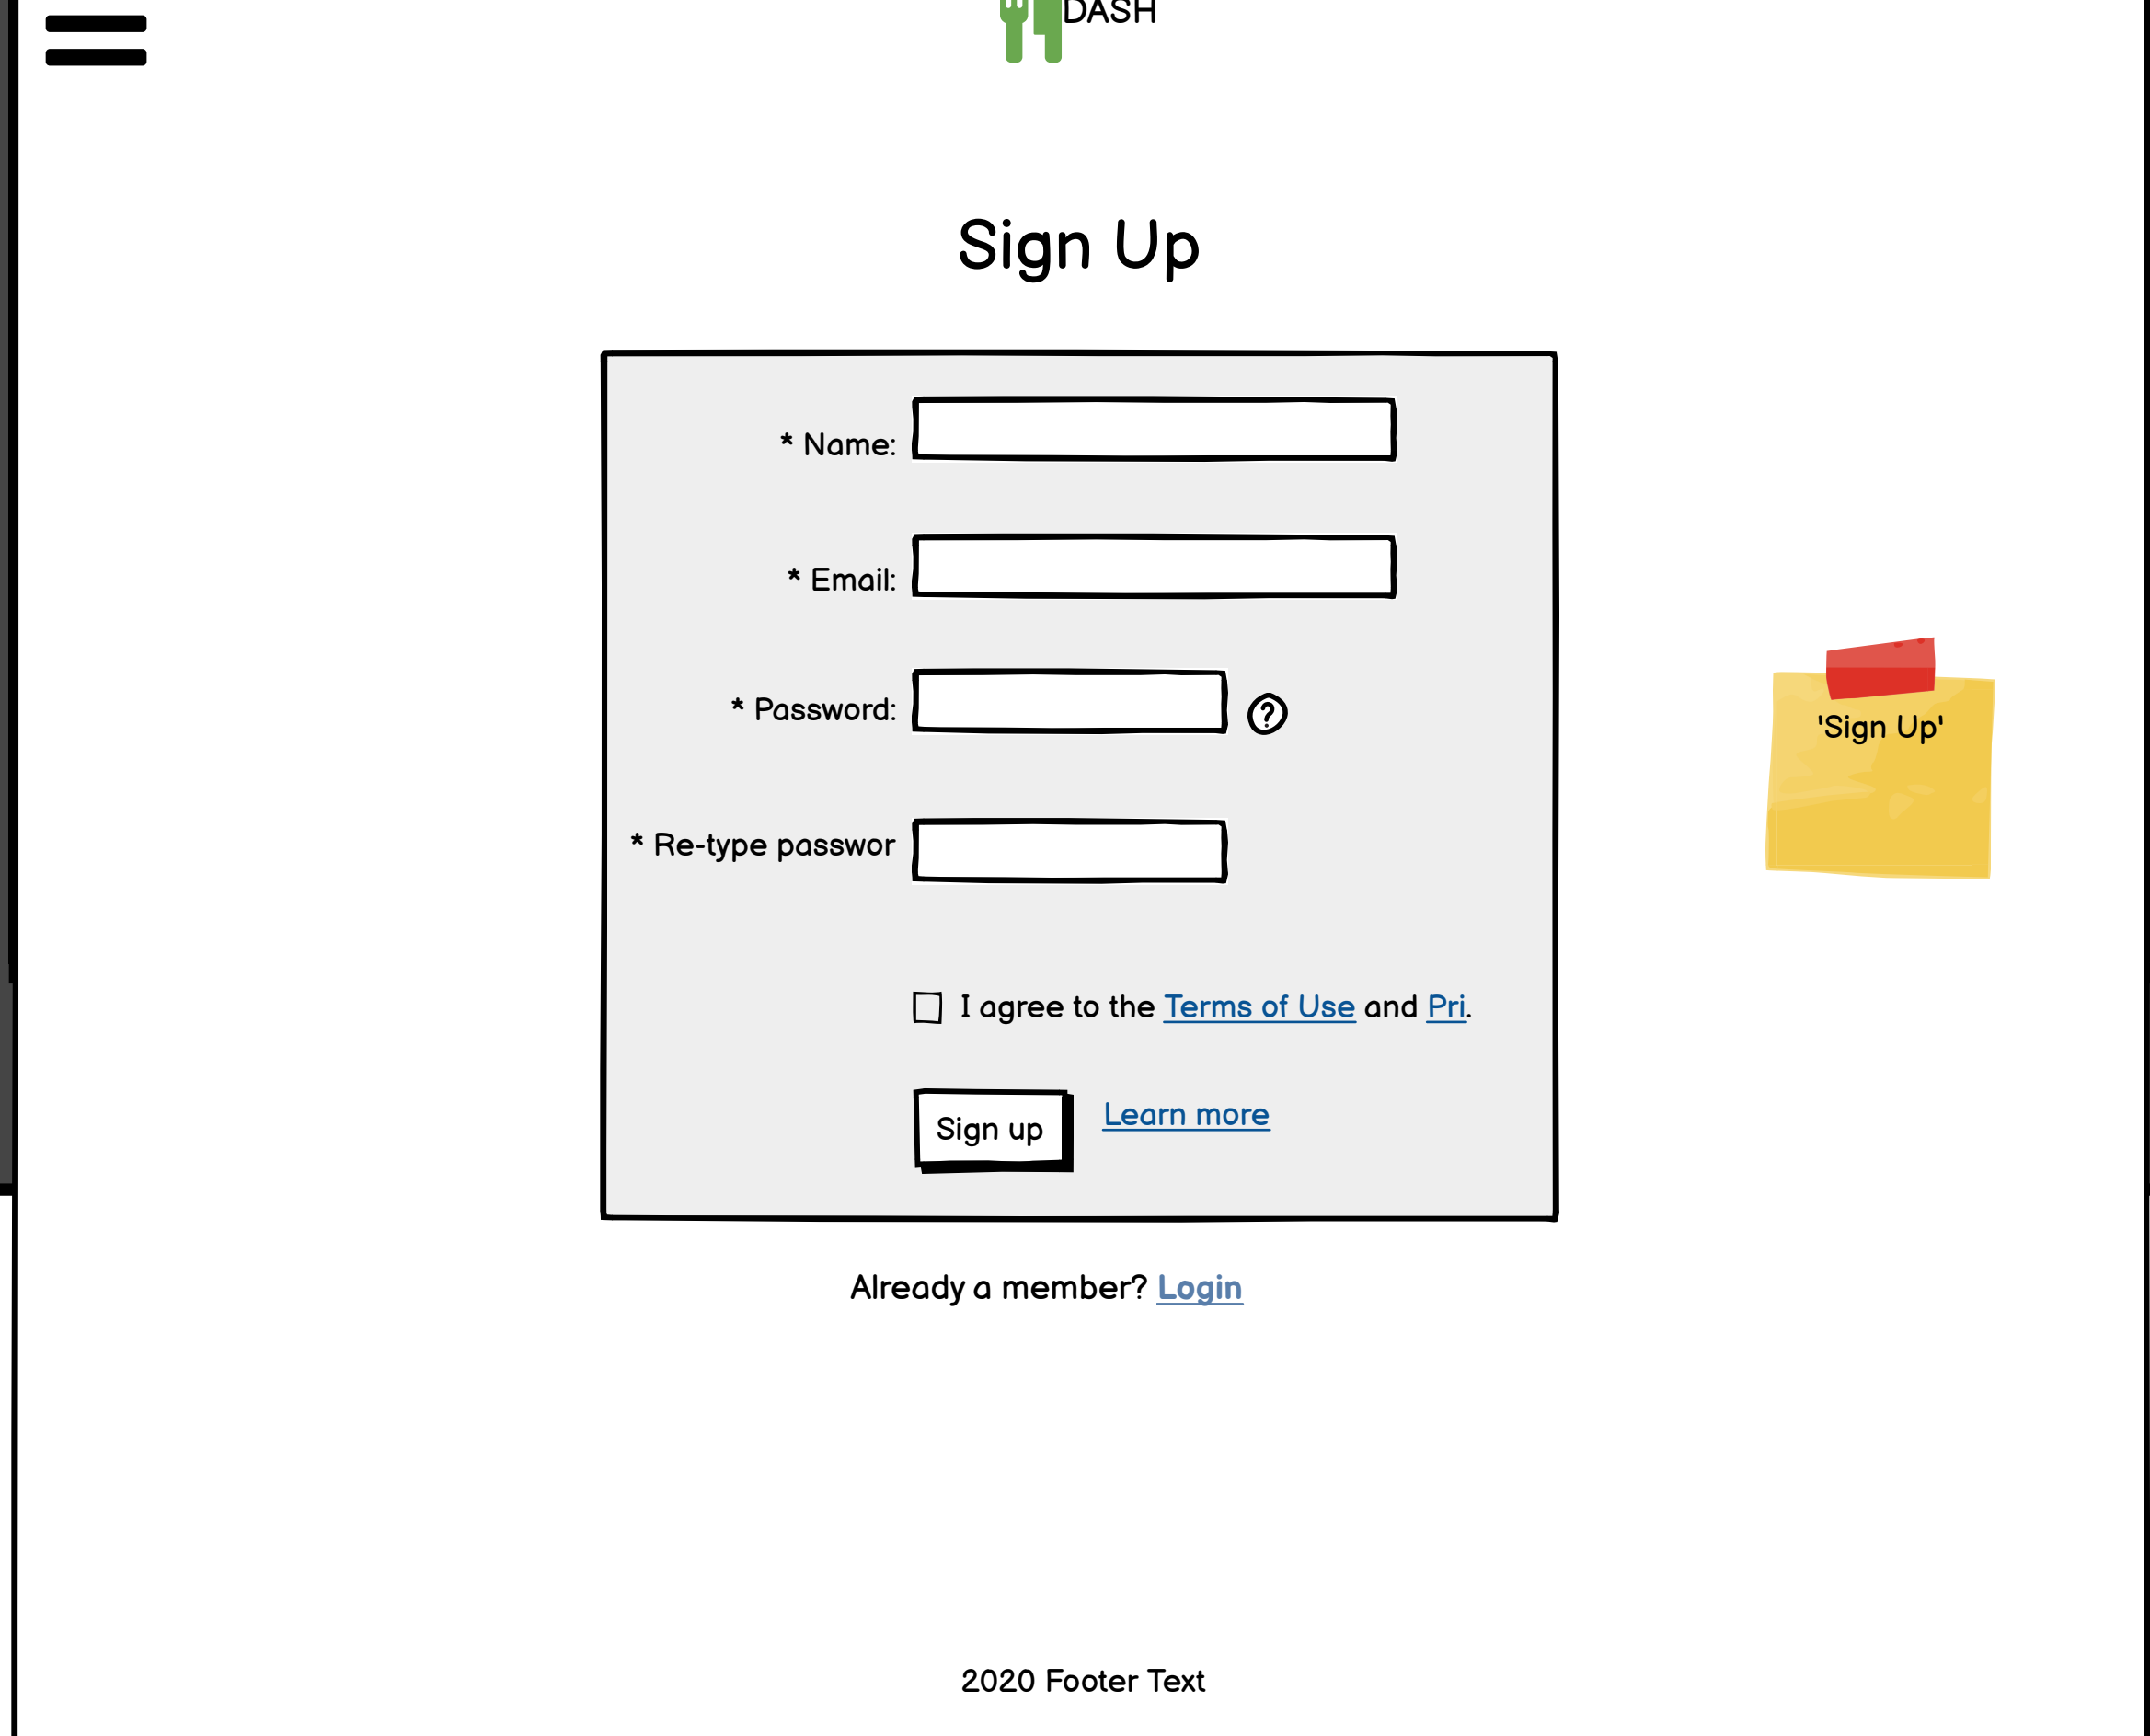 DASH
Sign Up
* Name:
* Email:
* Password:
?
* Re-type passwor
'Sign Up'
I agree to the Terms of Use and Pri.
Sign up
Learn more
Already a member? Login
2020 Footer Text